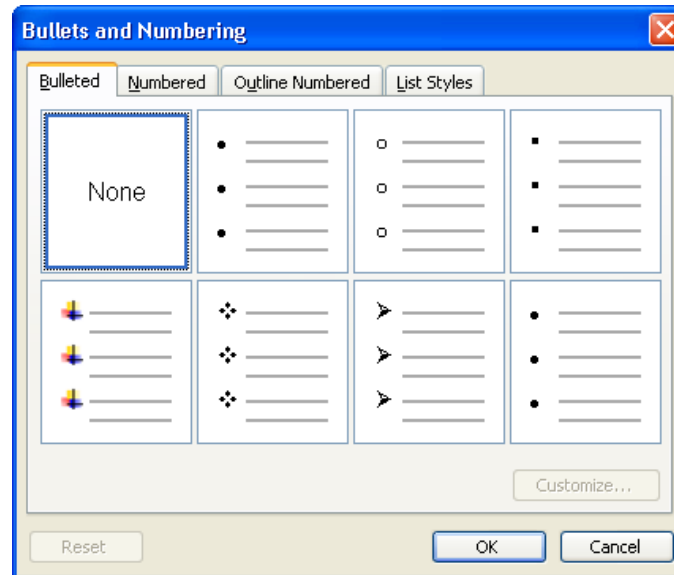 Bullets and Numbering
Bulleted Numbered Outline Numbered List Styles
None
Customize...
Reset OK Cancel